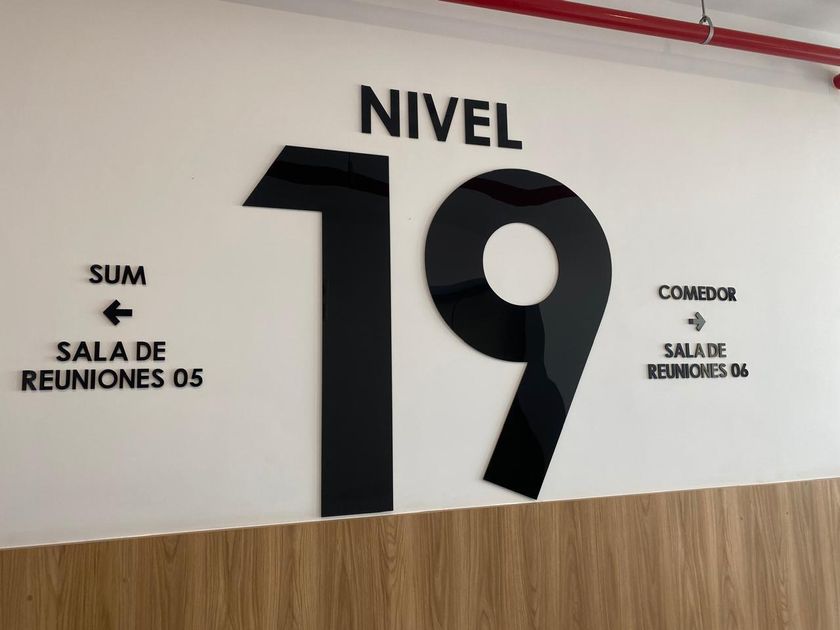 NIVEL
19
SUM
←
SALA DE
REUNIONES 05
COMEDOR
→
SALA DE
REUNIONES 06